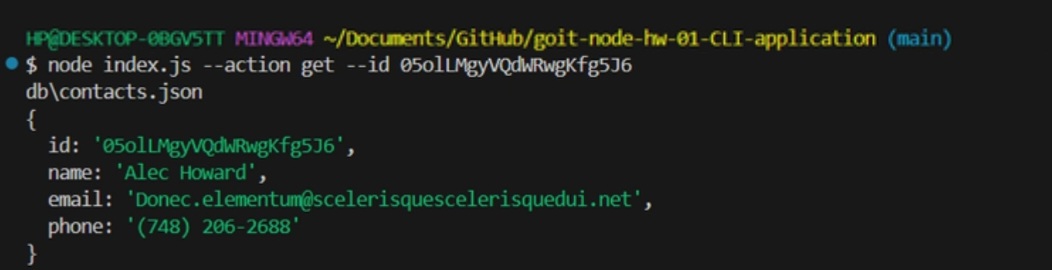 HP@DESKTOP-0BGV5TT MINGW64 ~/Documents/GitHub/goit-node-hw-01-CLI-application (main)
$ node index.js --action get --id 05olLMgyVQdWRwgKfg5J6
db\contacts.json
{
  id: '05olLMgyVQdWRwgKfg5J6',
  name: 'Alec Howard',
  email: 'Donec.elementum@scelerisquescelerisquedui.net',
  phone: '(748) 206-2688'
}